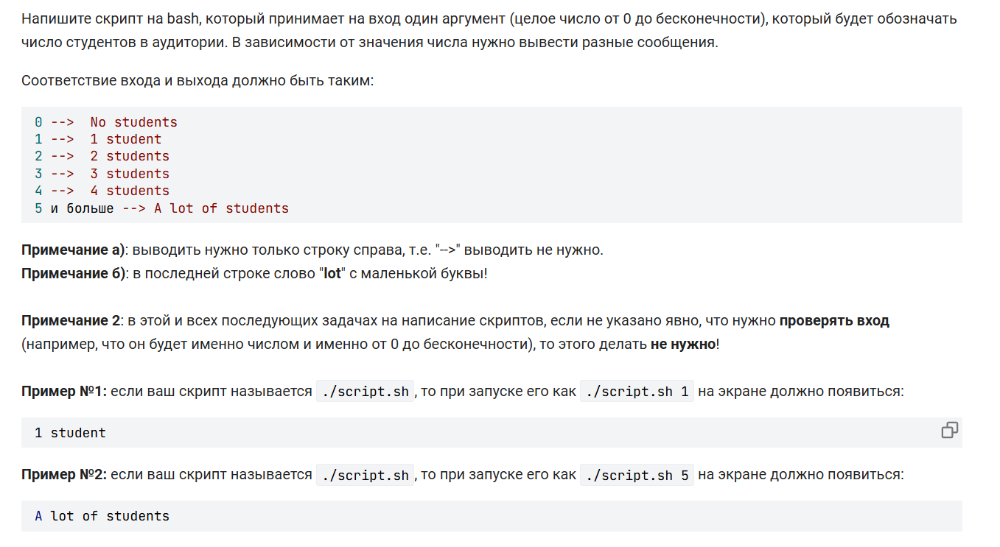 Напишите скрипт на bash, который принимает на вход один аргумент (целое число от 0 до бесконечности), который будет обозначать
число студентов в аудитории. В зависимости от значения числа нужно вывести разные сообщения.
Соответствие входа и выхода должно быть таким:
0 -->  No students
1 -->  1 student
2 -->  2 students
3 -->  3 students
4 -->  4 students
5 и больше --> A lot of students
Примечание а): выводить нужно только строку справа, т.е. "-->" выводить не нужно.
Примечание б): в последней строке слово "lot" с маленькой буквы!
Примечание 2: в этой и всех последующих задачах на написание скриптов, если не указано явно, что нужно проверять вход
(например, что он будет именно числом и именно от 0 до бесконечности), то этого делать не нужно!
Пример №1: если ваш скрипт называется ./script.sh, то при запуске его как ./script.sh 1 на экране должно появиться:
1 student
Пример №2: если ваш скрипт называется ./script.sh, то при запуске его как ./script.sh 5 на экране должно появиться:
A lot of students